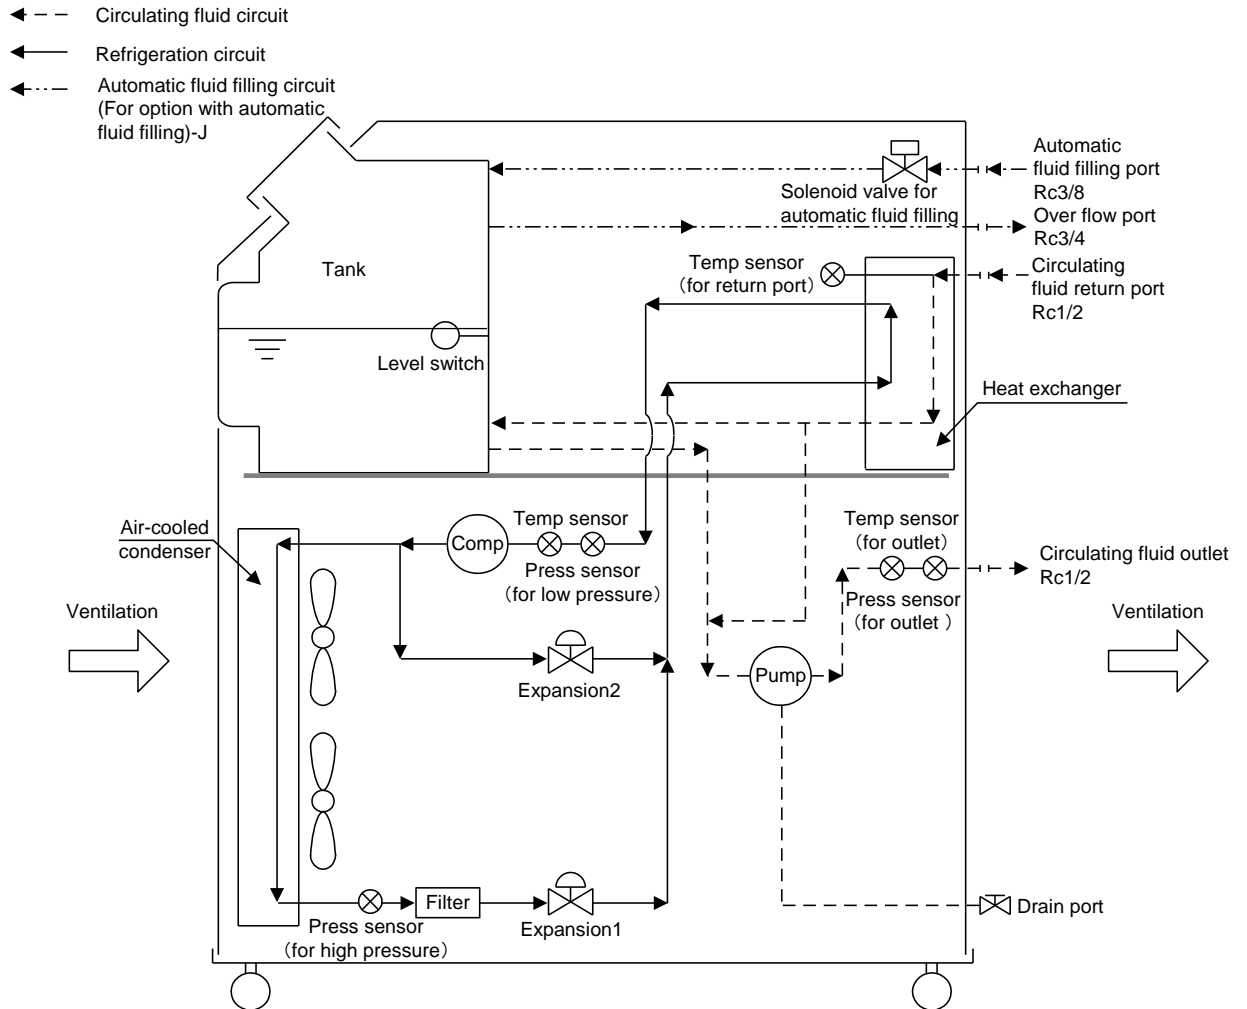 Circulating fluid circuit
Refrigeration circuit
Automatic fluid filling circuit
(For option with automatic
fluid filling)-J
Automatic
fluid filling port
Rc3/8
Solenoid valve for
automatic fluid filling
Over flow port
Rc3/4
Tank
Temp sensor
(for return port)
Circulating
fluid return port
Rc1/2
Level switch
Heat exchanger
Air-cooled
condenser
Comp
Temp sensor
Press sensor
(for low pressure)
Temp sensor
(for outlet)
Press sensor
(for outlet )
Circulating fluid outlet
Rc1/2
Ventilation
Ventilation
Expansion2
Pump
Filter
Press sensor
(for high pressure)
Expansion1
Drain port